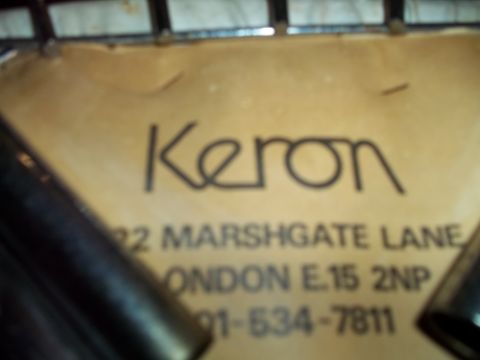 Keron
22 MARSHGATE LANE
LONDON E.15 2NP
01-534-7811